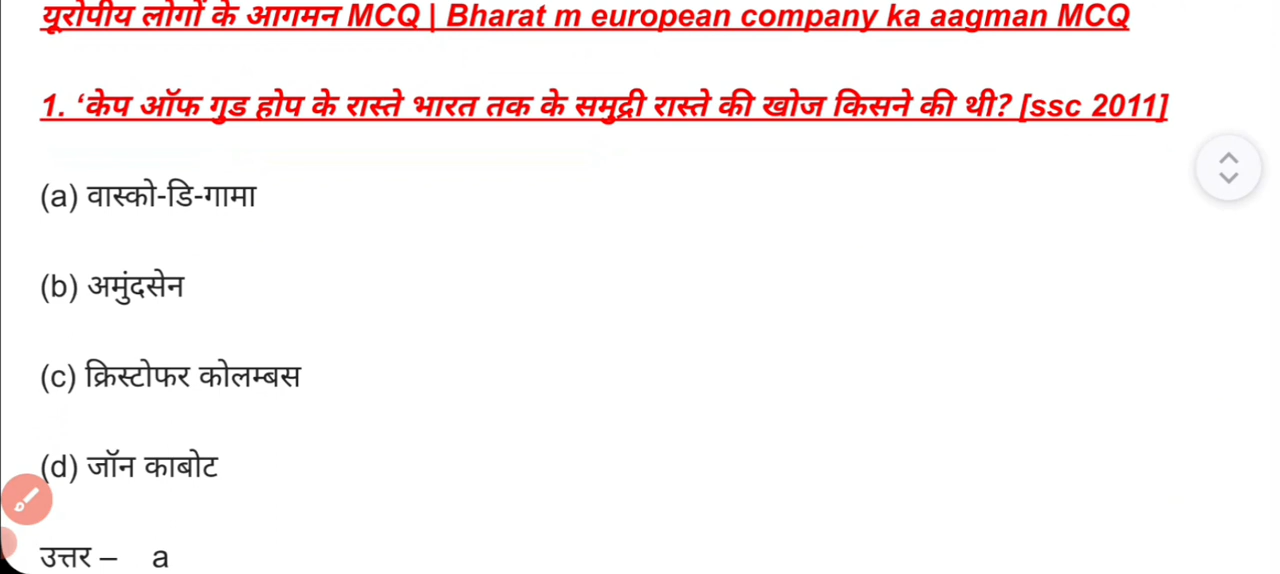 यूरोपीय लोगों के आगमन MCQ | Bharat m european company ka aagman MCQ
1. ‘केप ऑफ गुड होप के रास्ते भारत तक के समुद्री रास्ते की खोज किसने की थी? [ssc 2011]
(a) वास्को-डि-गामा
(b) अमुंदसेन
(c) क्रिस्टोफर कोलम्बस
(d) जॉन काबोट
उत्तर – a